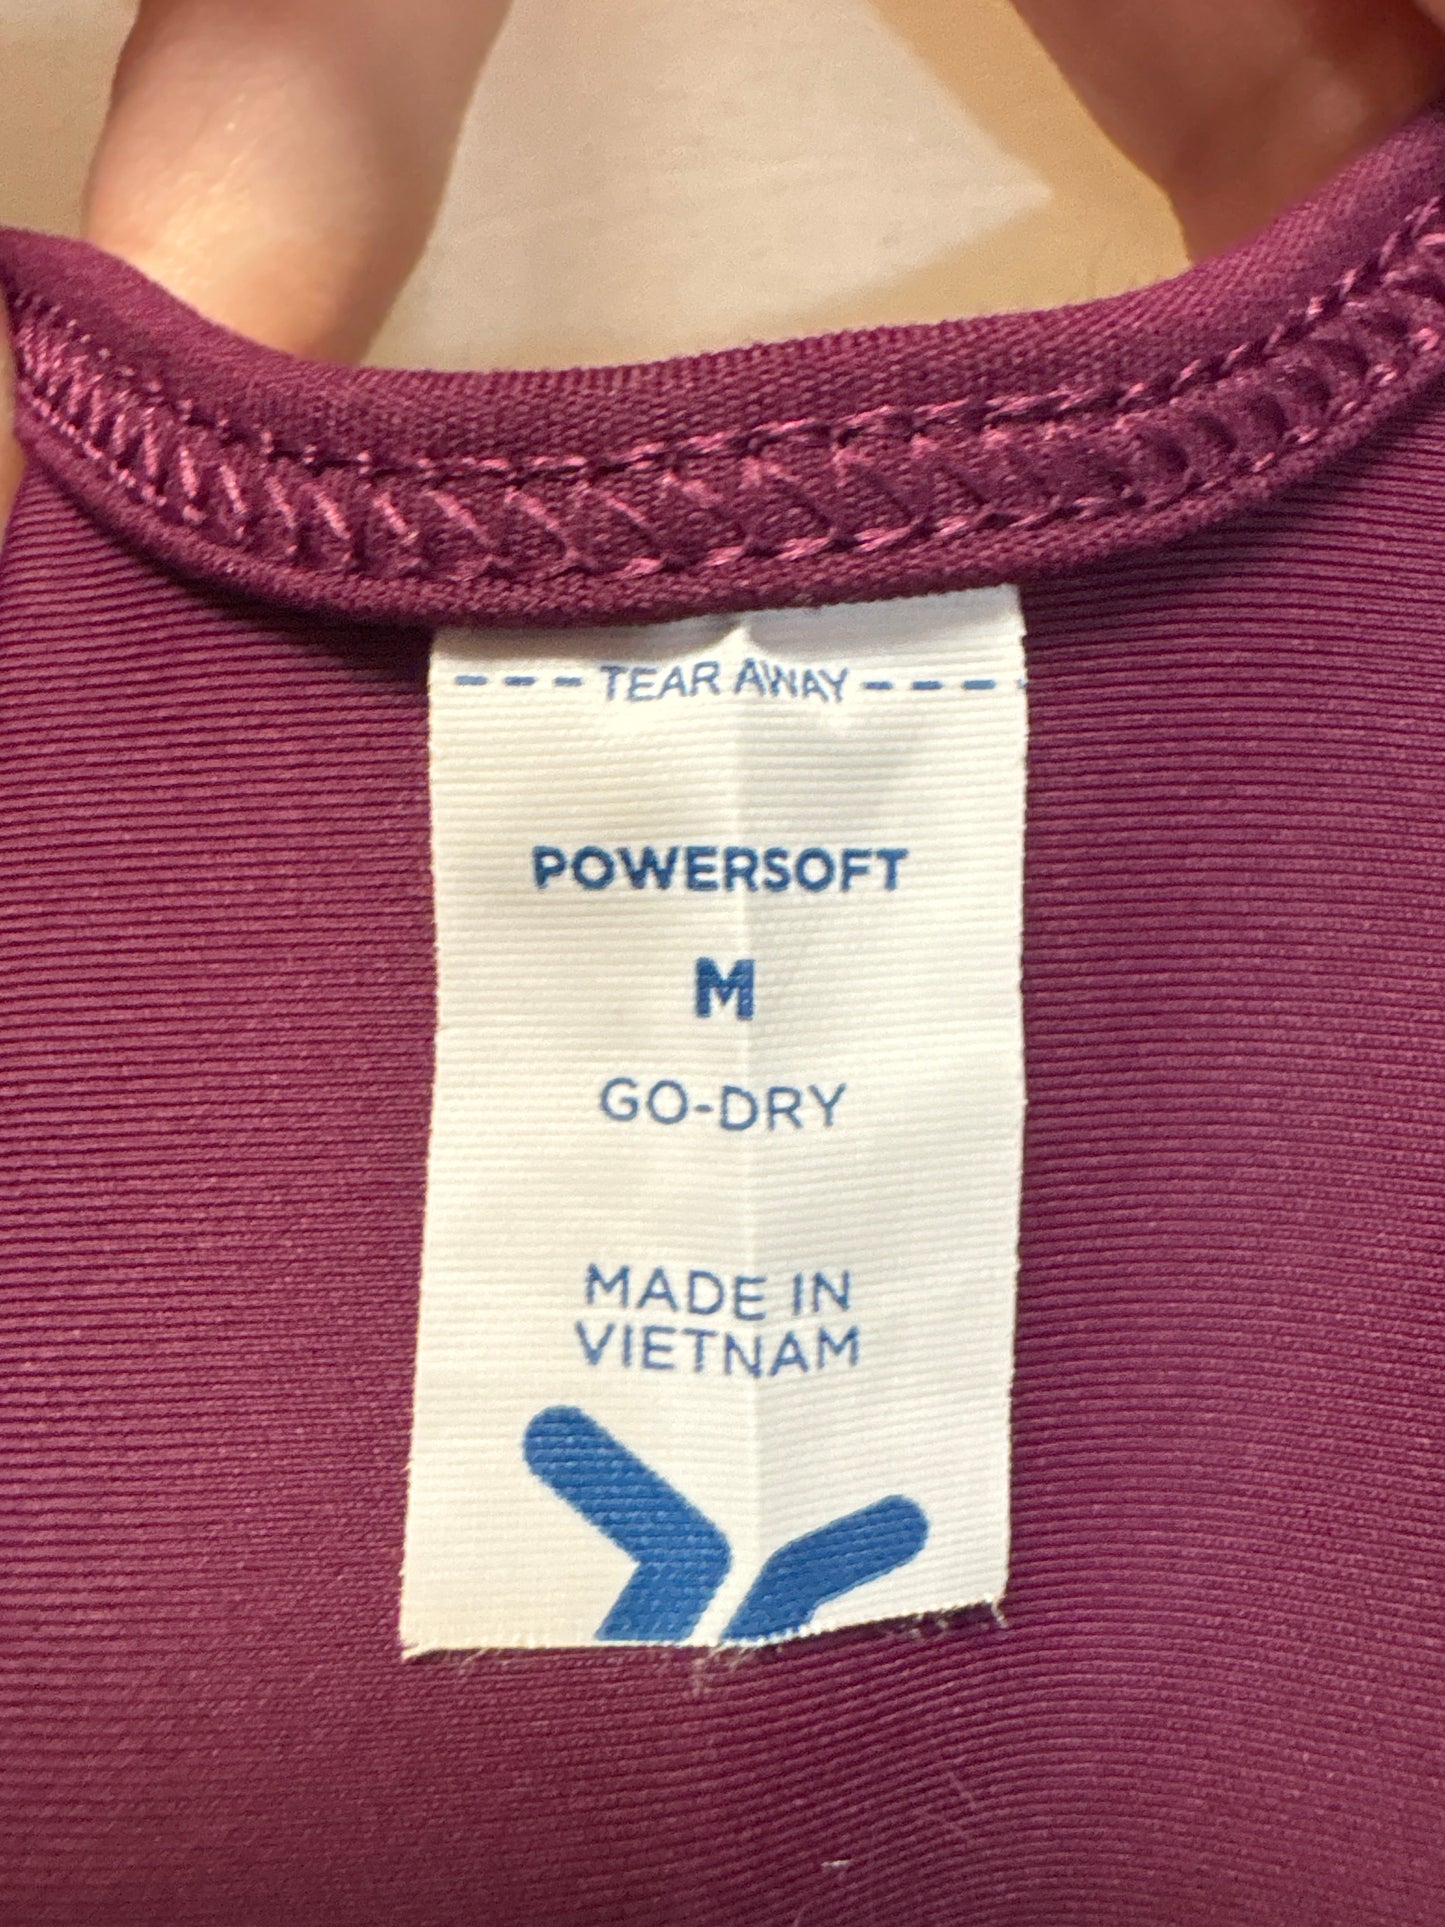 TEAR AWAY
POWERSOFT
M
GO-DRY
MADE IN
VIETNAM